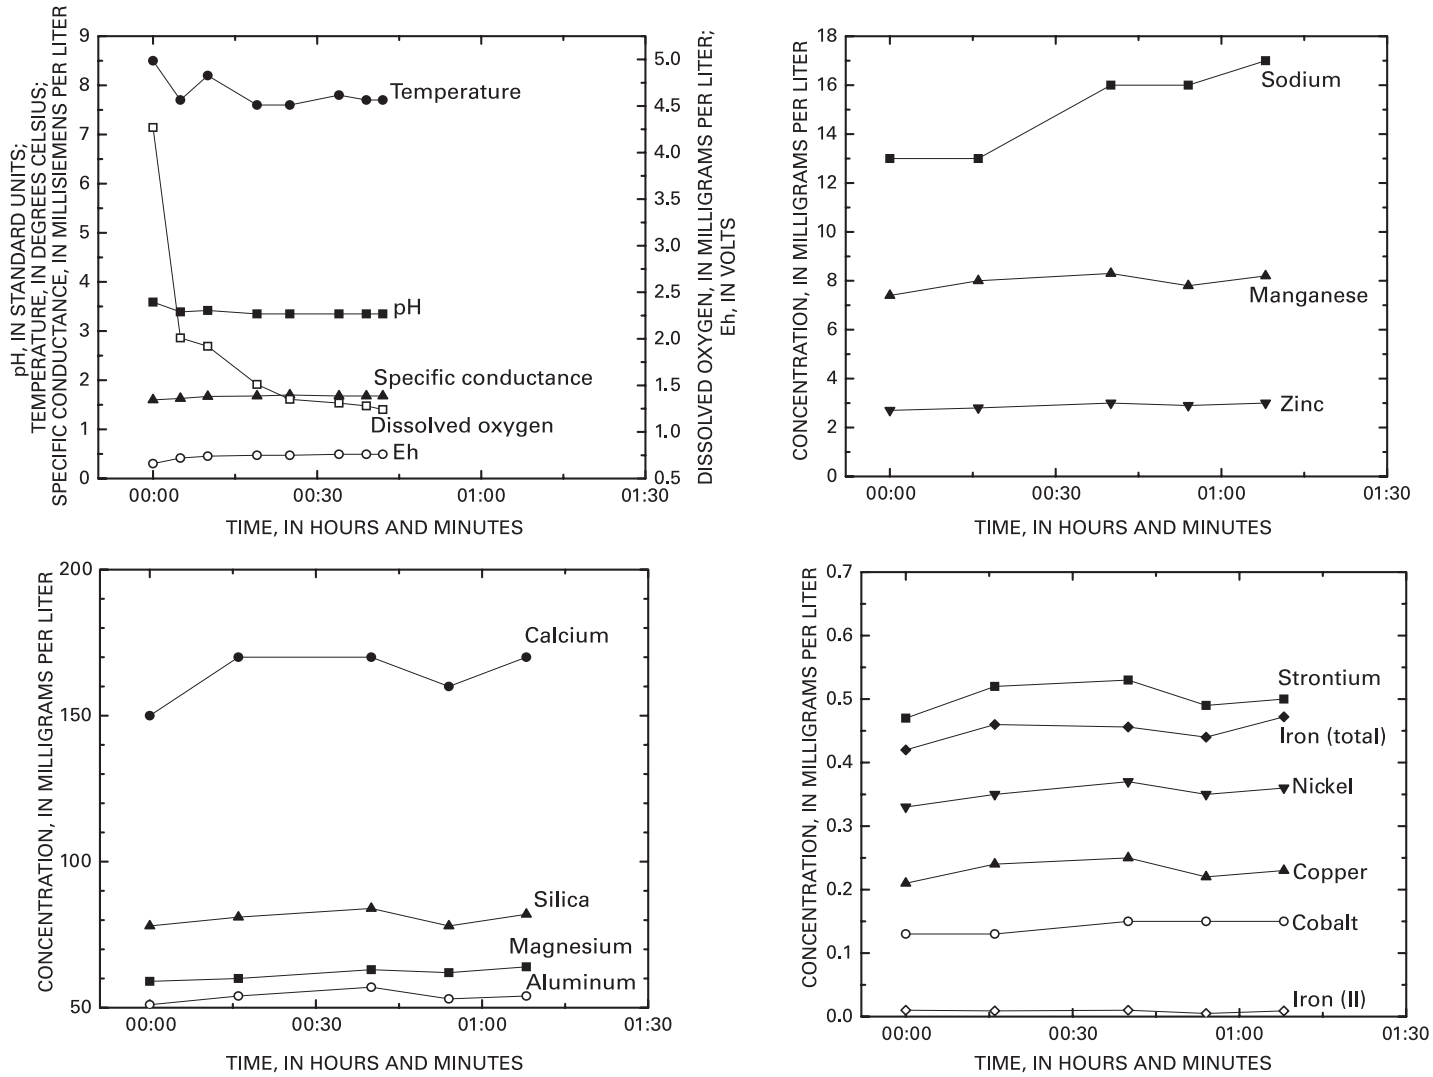 pH, IN STANDARD UNITS;
TEMPERATURE, IN DEGREES CELSIUS;
SPECIFIC CONDUCTANCE, IN MILLISIEMENS PER LITER
9
8
7
6
5
4
3
2
1
0
Temperature
pH
Specific conductance
Dissolved oxygen
Eh
5.0
4.5
4.0
3.5
3.0
2.5
2.0
1.5
1.0
0.5
DISSOLVED OXYGEN, IN MILLIGRAMS PER LITER;
Eh, IN VOLTS
00:00 00:30 01:00 01:30
TIME, IN HOURS AND MINUTES
CONCENTRATION, IN MILLIGRAMS PER LITER
18
16
14
12
10
8
6
4
2
0
Sodium
Manganese
Zinc
00:00 00:30 01:00 01:30
TIME, IN HOURS AND MINUTES
CONCENTRATION, IN MILLIGRAMS PER LITER
200
150
100
50
Calcium
Silica
Magnesium
Aluminum
00:00 00:30 01:00 01:30
TIME, IN HOURS AND MINUTES
CONCENTRATION, IN MILLIGRAMS PER LITER
0.7
0.6
0.5
0.4
0.3
0.2
0.1
0.0
Strontium
Iron (total)
Nickel
Copper
Cobalt
Iron (II)
00:00 00:30 01:00 01:30
TIME, IN HOURS AND MINUTES